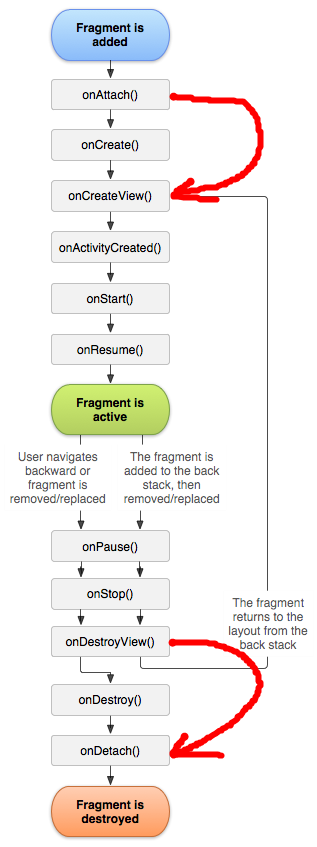 Fragment is
added
onAttach()
onCreate()
onCreateView()
onActivityCreated()
onStart()
onResume()
Fragment is
active
User navigates
backward or
fragment is
removed/replaced
The fragment is
added to the back
stack, then
removed/replaced
onPause()
onStop()
The fragment
returns to the
layout from the
back stack
onDestroyView()
onDestroy()
onDetach()
Fragment is
destroyed